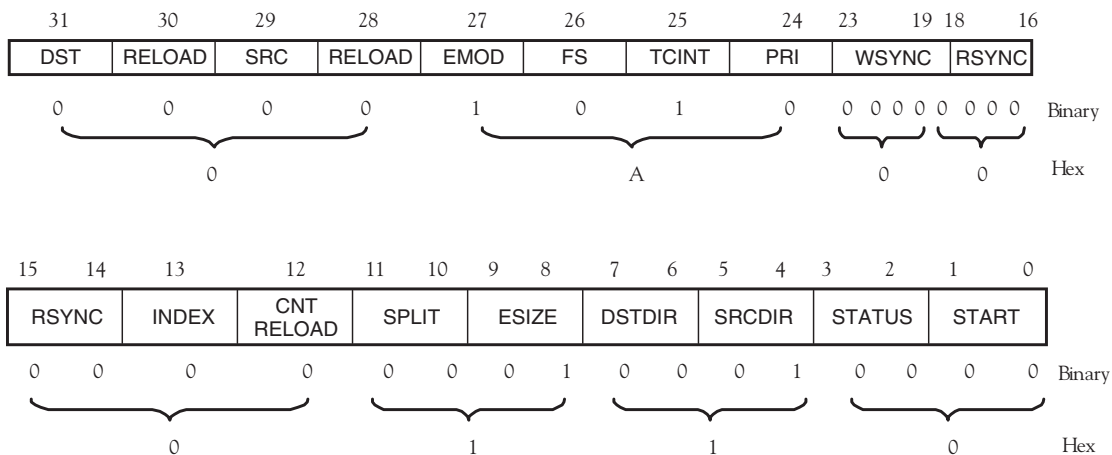 31 30 29 28 27 26 25 24 23 19 18 16
DST RELOAD SRC RELOAD EMOD FS TCINT PRI WSYNC RSYNC
0 0 0 0 1 0 1 0 0 0 0 0 0 0 0 0 Binary
0 A 0 0 Hex
15 14 13 12 11 10 9 8 7 6 5 4 3 2 1 0
RSYNC INDEX CNT RELOAD SPLIT ESIZE DSTDIR SRCDIR STATUS START
0 0 0 0 0 0 0 1 0 0 0 1 0 0 0 0 Binary
0 1 1 0 Hex